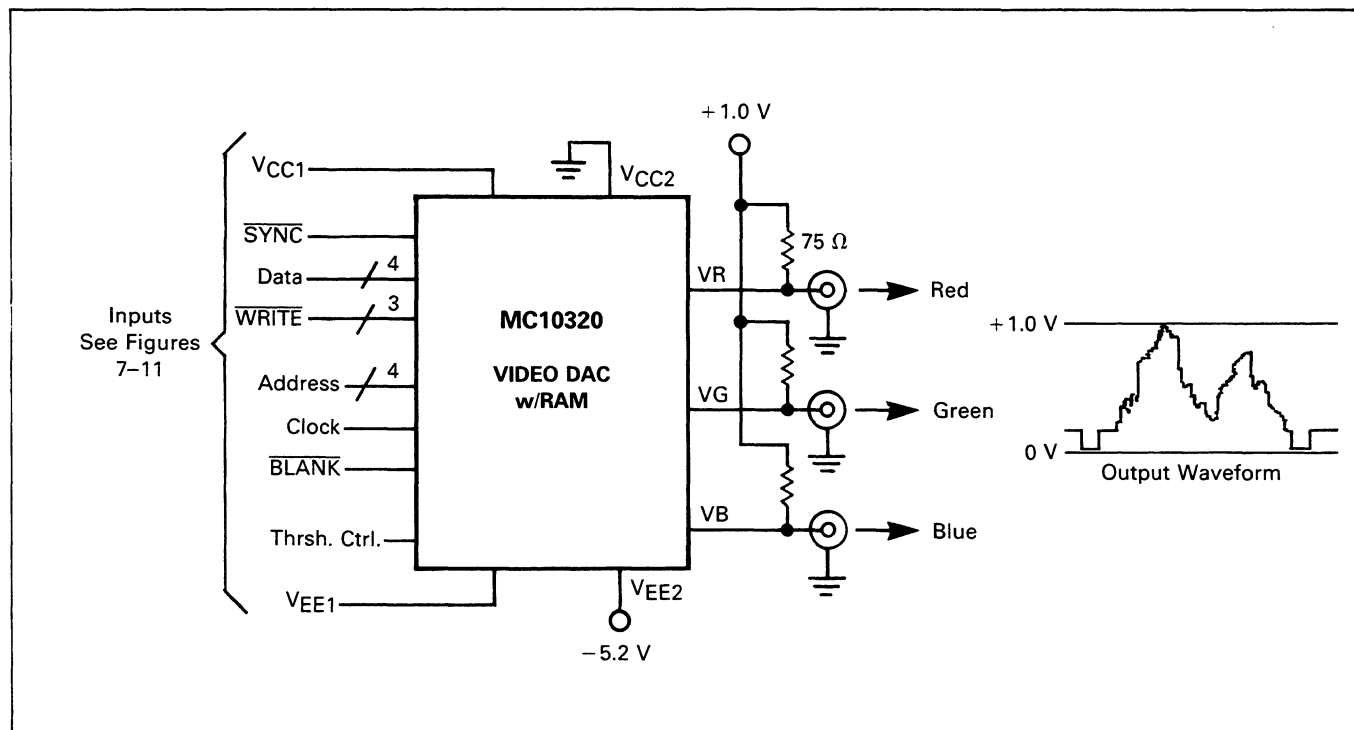 Inputs
See Figures
7–11
VCC1
SYNC
Data
4
WRITE
3
Address
4
Clock
BLANK
Thrsh. Ctrl.
VEE1
VCC2
MC10320
VIDEO DAC
w/RAM
VEE2
−5.2 V
+1.0 V
75 Ω
VR
Red
VG
Green
VB
Blue
+1.0 V
0 V
Output Waveform